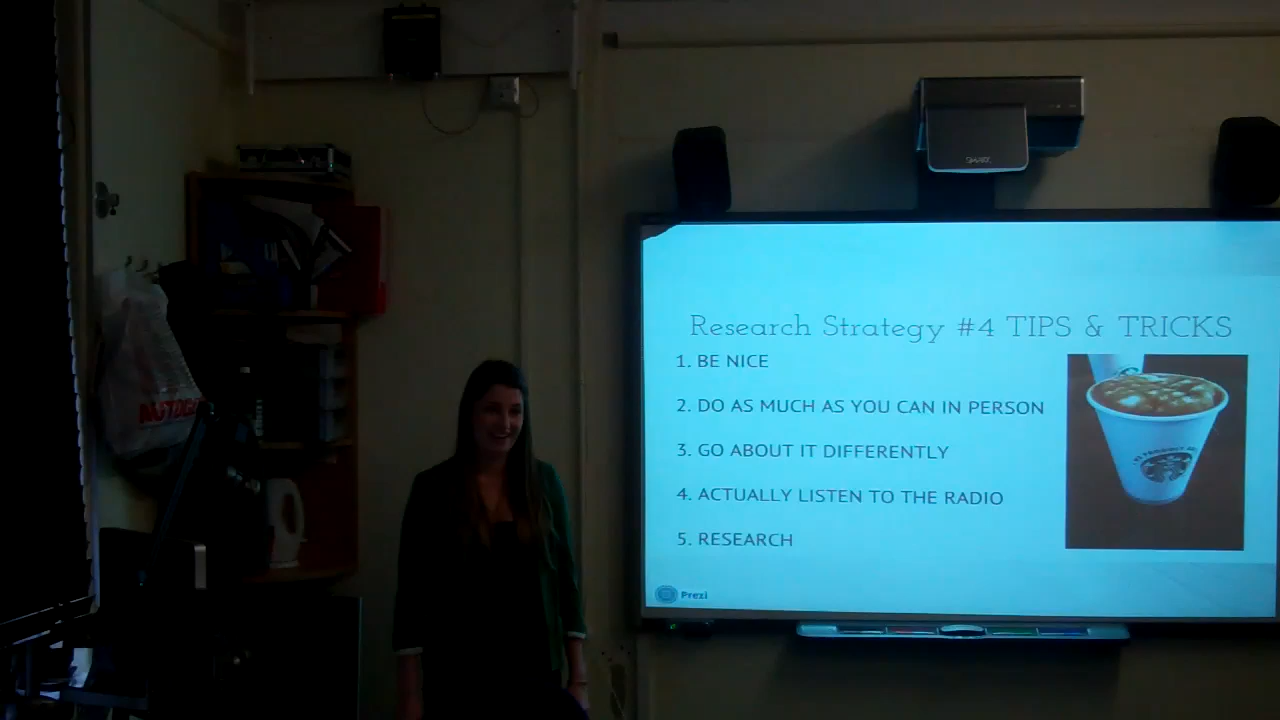 SMART
Research Strategy #4 TIPS & TRICKS
1. BE NICE
2. DO AS MUCH AS YOU CAN IN PERSON
3. GO ABOUT IT DIFFERENTLY
4. ACTUALLY LISTEN TO THE RADIO
5. RESEARCH
Prezi